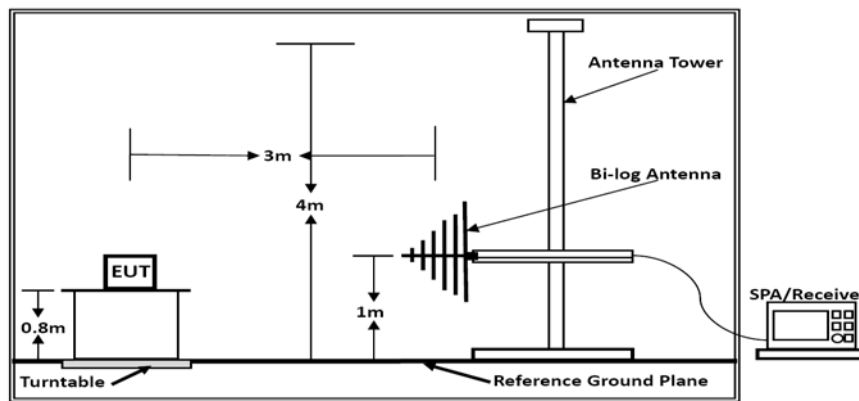 Antenna Tower
3m
Bi-log Antenna
4m
EUT
SPA/Receive
0.8m
1m
Turntable
Reference Ground Plane